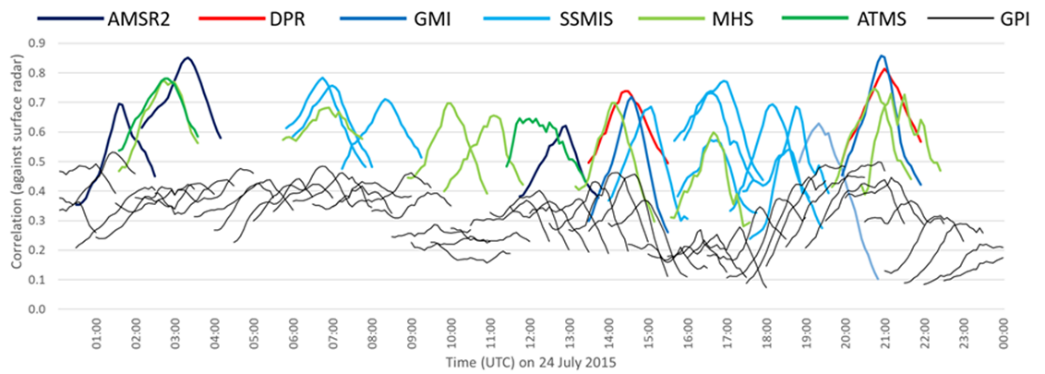 AMSR2 DPR GMI SSMIS MHS ATMS GPI
Correlation (against surface radar)
0.9
0.8
0.7
0.6
0.5
0.4
0.3
0.2
0.1
0.0
01:00 02:00 03:00 04:00 05:00 06:00 07:00 08:00 09:00 10:00 11:00 12:00 13:00 14:00 15:00 16:00 17:00 18:00 19:00 20:00 21:00 22:00 23:00 00:00
Time (UTC) on 24 July 2015